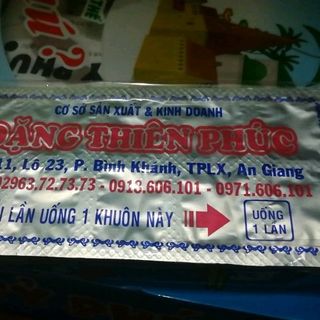 CƠ SỞ SẢN XUẤT & KINH DOANH
ĐẶNG THIÊN PHÚC
11, Lô 23, P. Bình Khánh, TPLX, An Giang
02963.72.73.73 - 0913.606.101 - 0971.606.101
LẦN UỐNG 1 KHUÔN NÀY
UỐNG
1 LẦN